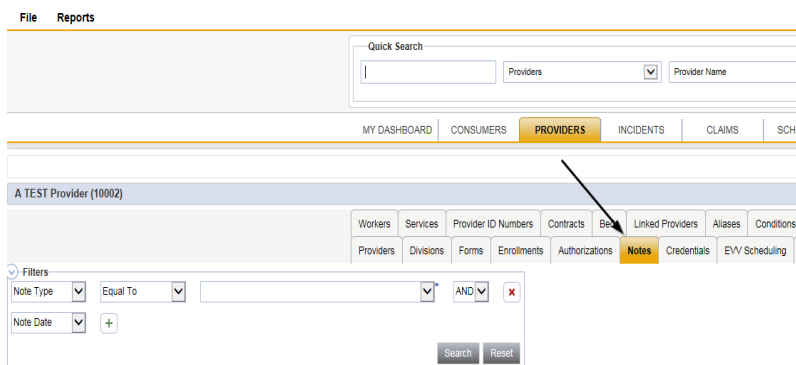 File Reports
Quick Search
Providers Provider Name
MY DASHBOARD CONSUMERS PROVIDERS INCIDENTS CLAIMS SCH
A TEST Provider (10002)
Workers Services Provider ID Numbers Contracts Beds Linked Providers Aliases Conditions
Providers Divisions Forms Enrollments Authorizations Notes Credentials EVV Scheduling
Filters
Note Type Equal To * AND
Note Date
Search Reset